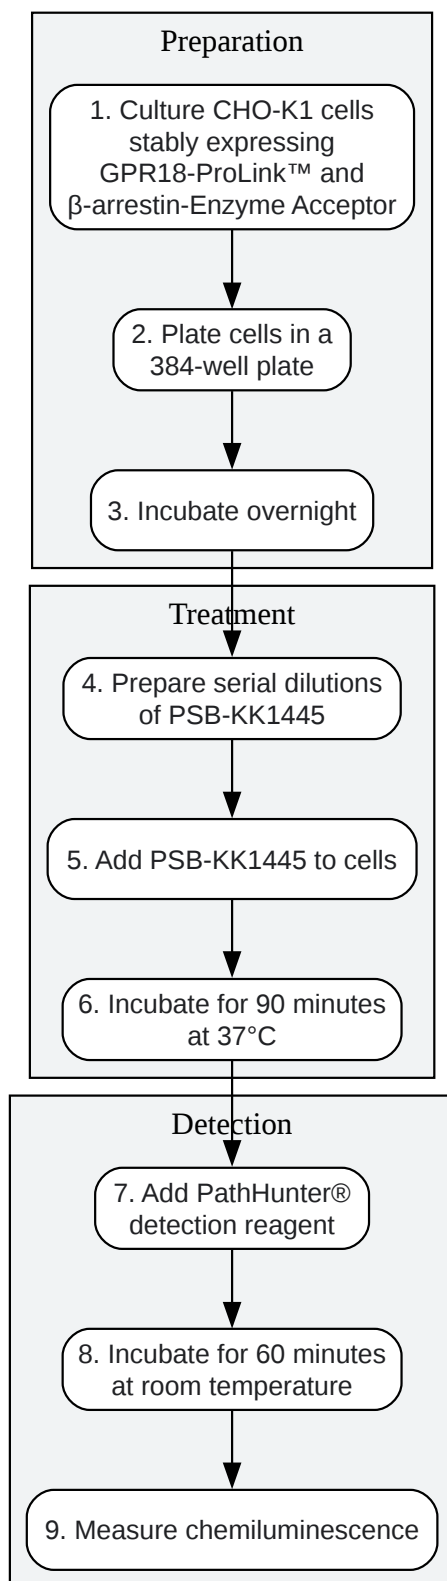 Preparation
1. Culture CHO-K1 cells
stably expressing
GPR18-ProLink™ and
β-arrestin-Enzyme Acceptor
2. Plate cells in a
384-well plate
3. Incubate overnight
Treatment
4. Prepare serial dilutions
of PSB-KK1445
5. Add PSB-KK1445 to cells
6. Incubate for 90 minutes
at 37°C
Detection
7. Add PathHunter®
detection reagent
8. Incubate for 60 minutes
at room temperature
9. Measure chemiluminescence